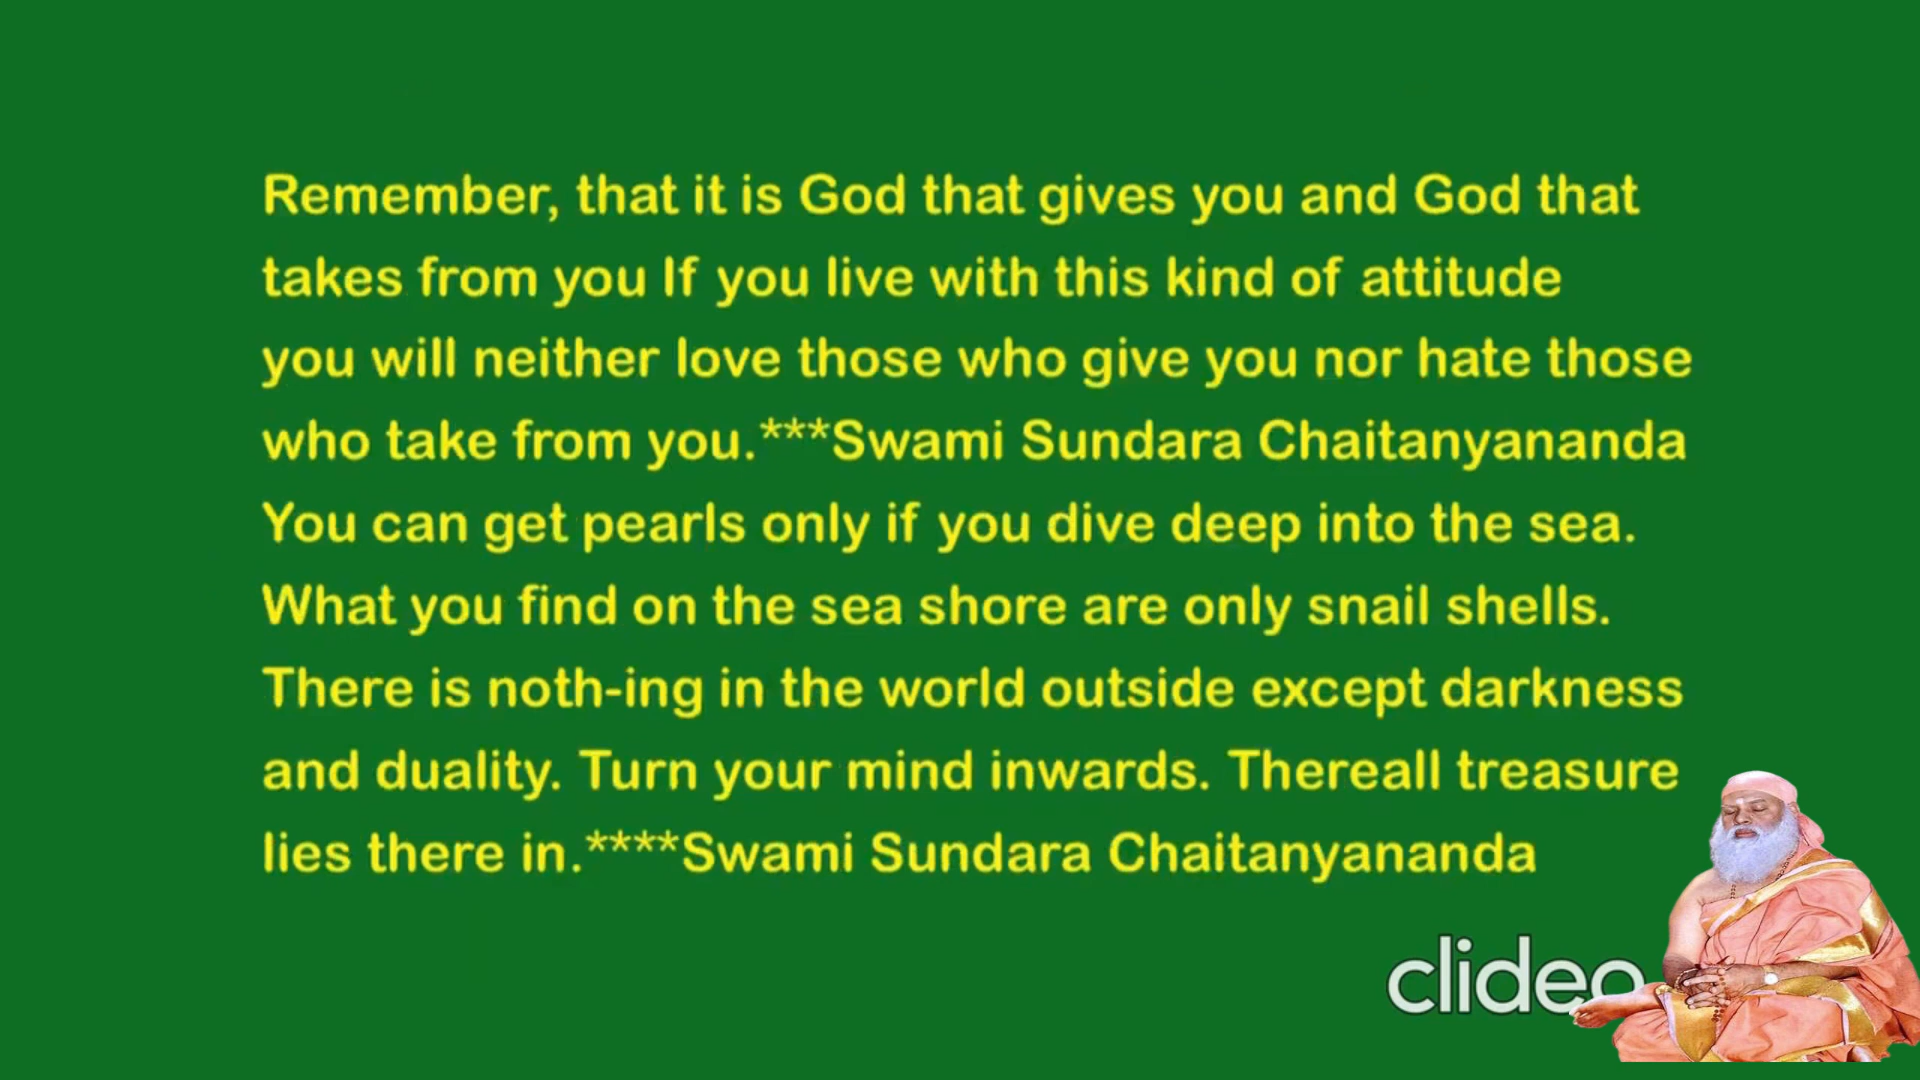 Remember, that it is God that gives you and God that
takes from you If you live with this kind of attitude
you will neither love those who give you nor hate those
who take from you.***Swami Sundara Chaitanyananda
You can get pearls only if you dive deep into the sea.
What you find on the sea shore are only snail shells.
There is noth-ing in the world outside except darkness
and duality. Turn your mind inwards. Thereall treasure
lies there in.****Swami Sundara Chaitanyananda
clideo